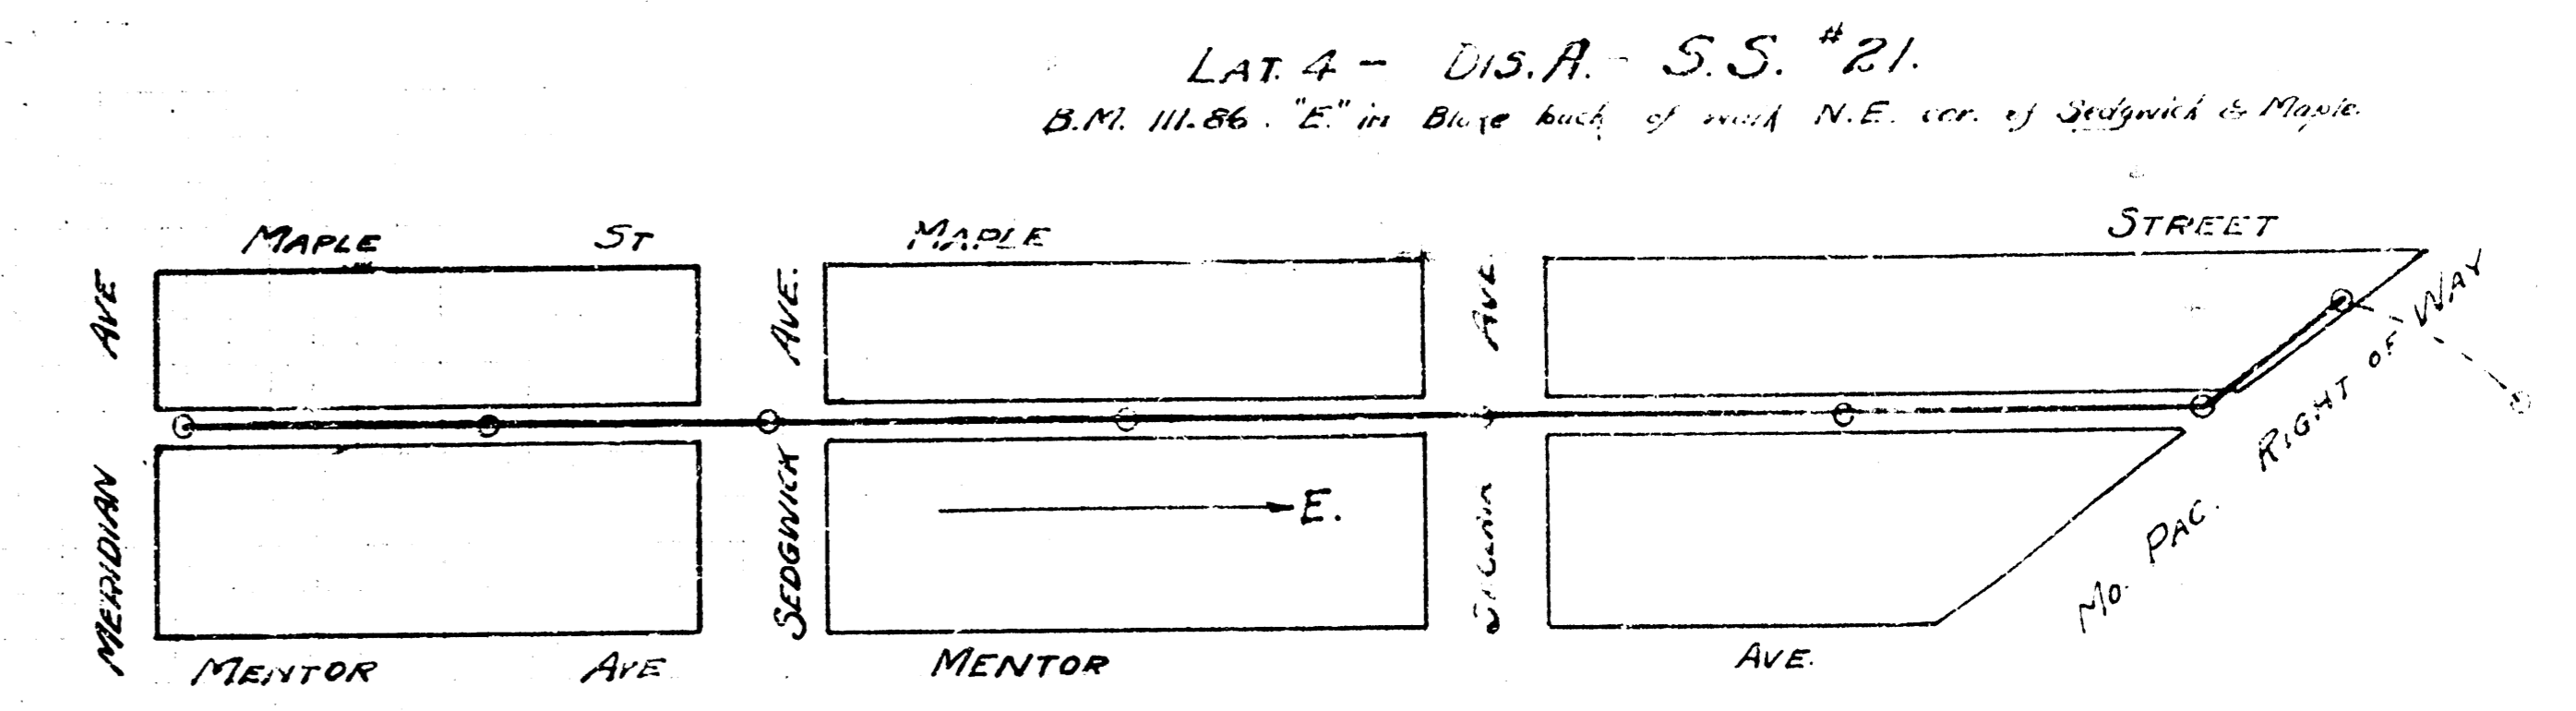 LAT. 4 - DIS. A. - S.S. #21.
B.M. 111.86. "E." in Blaze back of walk N.E. cor. of Sedgwick & Maple.
MAPLE ST MAPLE STREET
AVE AVE. AVE.
MERIDIAN SEDGWICK
E.
MO. PAC. RIGHT OF WAY
MENTOR AVE MENTOR AVE.